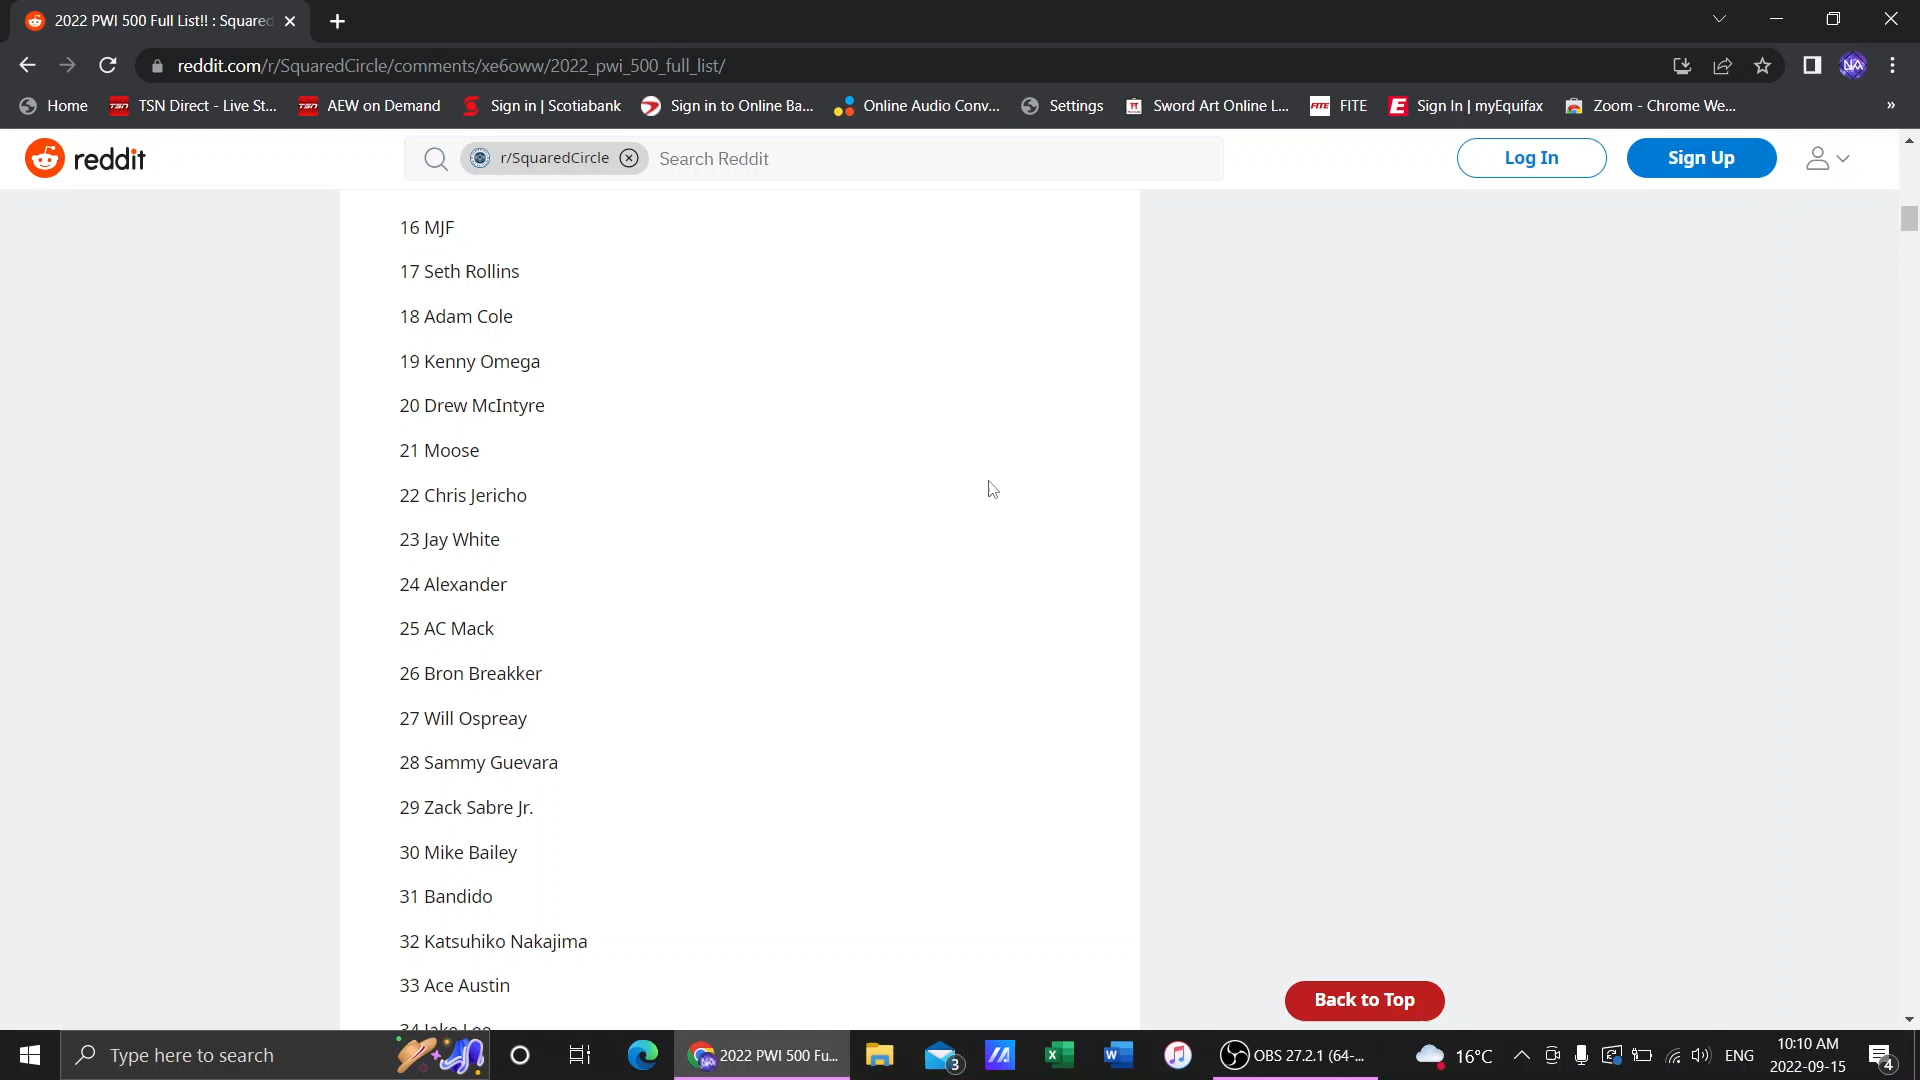 2022 PWI 500 Full List!! : Squared
reddit.com/r/SquaredCircle/comments/xe6oww/2022_pwi_500_full_list/
Home TSN Direct - Live St... AEW on Demand Sign in | Scotiabank Sign in to Online Ba... Online Audio Conv... Settings Sword Art Online L... FITE FITE Sign In | myEquifax Zoom - Chrome We... »
reddit r/SquaredCircle Search Reddit Log In Sign Up
16 MJF
17 Seth Rollins
18 Adam Cole
19 Kenny Omega
20 Drew McIntyre
21 Moose
22 Chris Jericho
23 Jay White
24 Alexander
25 AC Mack
26 Bron Breakker
27 Will Ospreay
28 Sammy Guevara
29 Zack Sabre Jr.
30 Mike Bailey
31 Bandido
32 Katsuhiko Nakajima
33 Ace Austin
Back to Top
34 Jake Lee
Type here to search 2022 PWI 500 Fu... 3 OBS 27.2.1 (64-... 16°C ENG 10:10 AM
2022-09-15 4